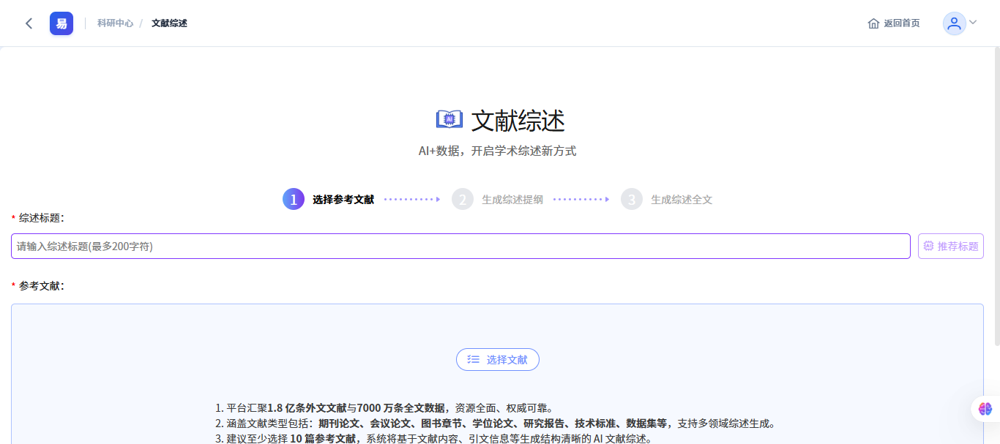 易 科研中心 / 文献综述 返回首页
AI 文献综述
AI+数据，开启学术综述新方式
1 选择参考文献 2 生成综述提纲 3 生成综述全文
* 综述标题：
请输入综述标题(最多200字符) AI 推荐标题
* 参考文献：
选择文献
1. 平台汇聚1.8 亿条外文文献与7000 万条全文数据，资源全面、权威可靠。
2. 涵盖文献类型包括：期刊论文、会议论文、图书章节、学位论文、研究报告、技术标准、数据集等，支持多领域综述生成。
3. 建议至少选择 10 篇参考文献，系统将基于文献内容、引文信息等生成结构清晰的 AI 文献综述。